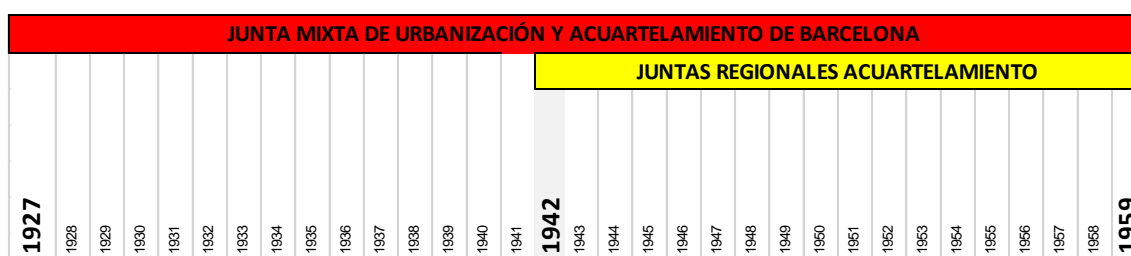 JUNTA MIXTA DE URBANIZACIÓN Y ACUARTELAMIENTO DE BARCELONA
JUNTAS REGIONALES ACUARTELAMIENTO
1927 1928 1929 1930 1931 1932 1933 1934 1935 1936 1937 1938 1939 1940 1941 1942 1943 1944 1945 1946 1947 1948 1949 1950 1951 1952 1953 1954 1955 1956 1957 1958 1959